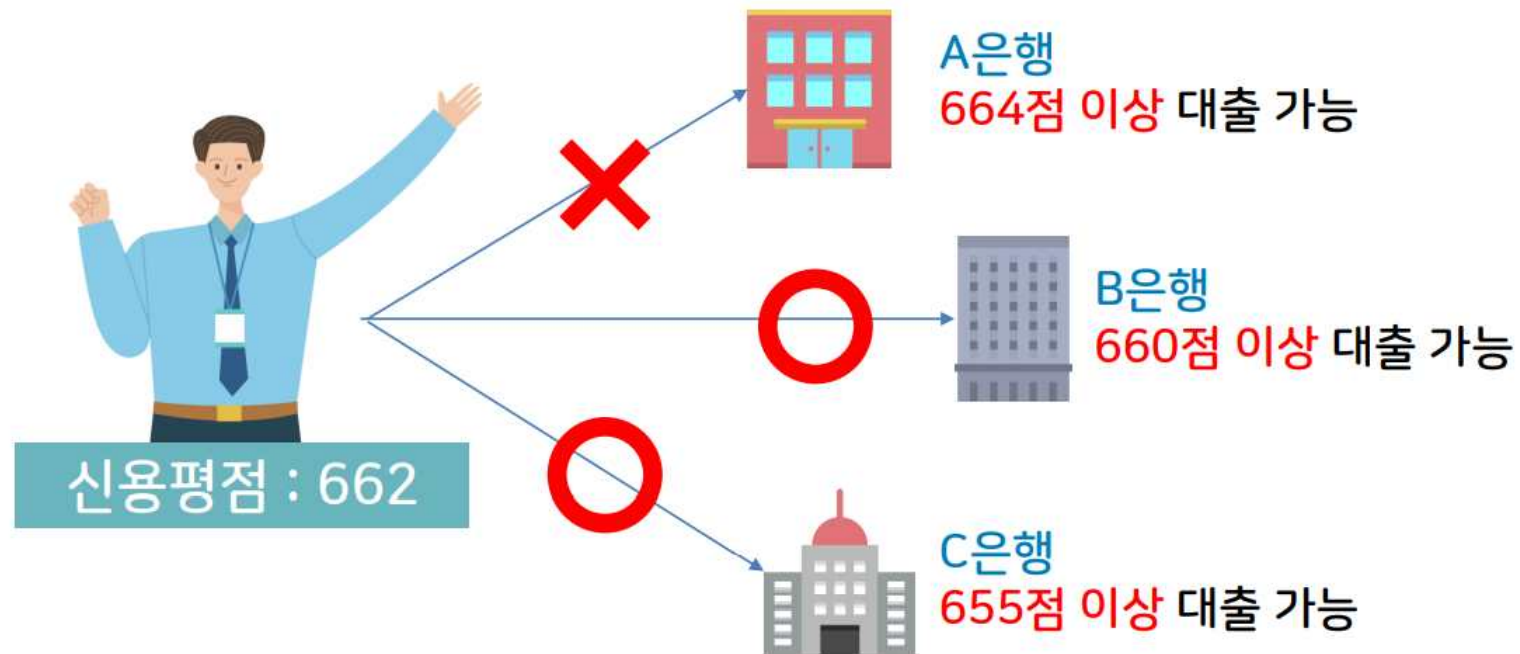 A은행
664점 이상 대출 가능
B은행
660점 이상 대출 가능
신용평점 : 662
C은행
655점 이상 대출 가능